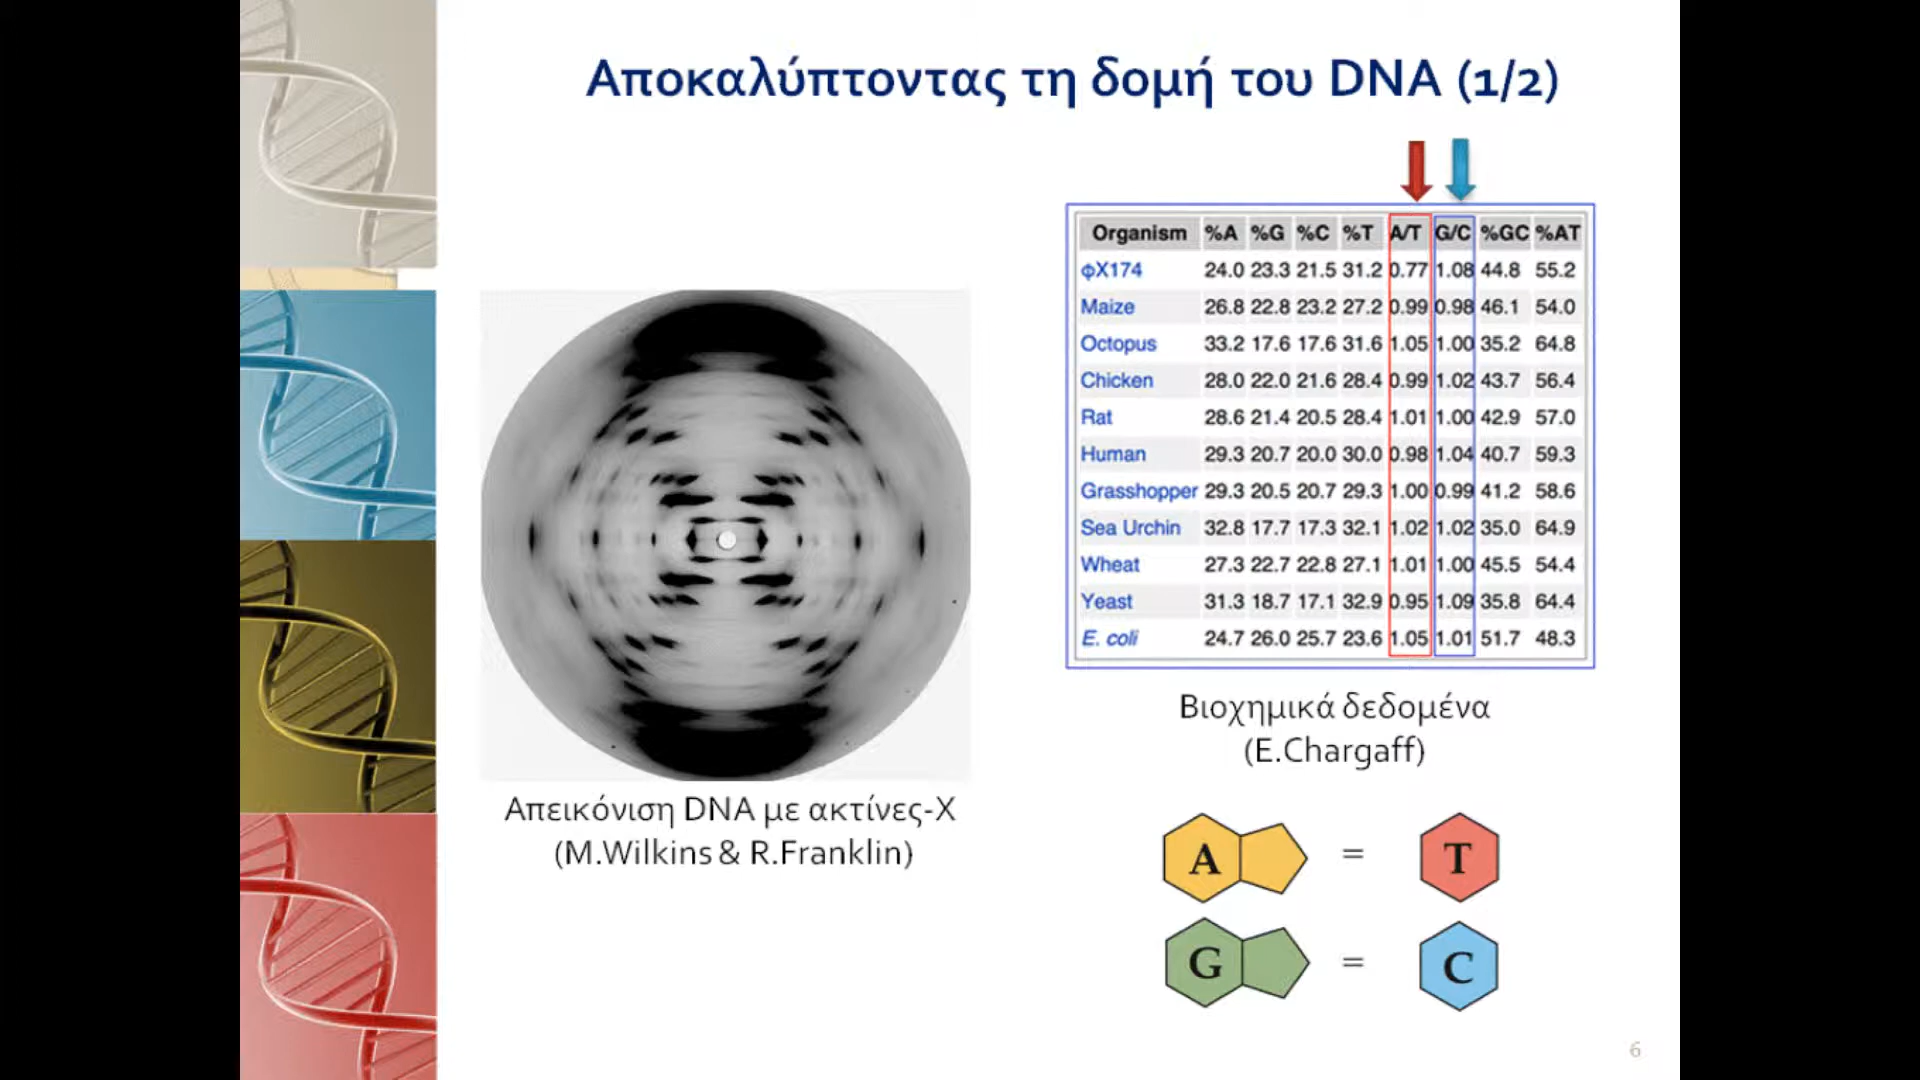 Αποκαλύπτοντας τη δομή του DNA (1/2)
Organism %A %G %C %T A/T G/C %GC %AT
φX174 24.0 23.3 21.5 31.2 0.77 1.08 44.8 55.2
Maize 26.8 22.8 23.2 27.2 0.99 0.98 46.1 54.0
Octopus 33.2 17.6 17.6 31.6 1.05 1.00 35.2 64.8
Chicken 28.0 22.0 21.6 28.4 0.99 1.02 43.7 56.4
Rat 28.6 21.4 20.5 28.4 1.01 1.00 42.9 57.0
Human 29.3 20.7 20.0 30.0 0.98 1.04 40.7 59.3
Grasshopper 29.3 20.5 20.7 29.3 1.00 0.99 41.2 58.6
Sea Urchin 32.8 17.7 17.3 32.1 1.02 1.02 35.0 64.9
Wheat 27.3 22.7 22.8 27.1 1.01 1.00 45.5 54.4
Yeast 31.3 18.7 17.1 32.9 0.95 1.09 35.8 64.4
E. coli 24.7 26.0 25.7 23.6 1.05 1.01 51.7 48.3
Απεικόνιση DNA με ακτίνες-X
(M.Wilkins & R.Franklin)
Βιοχημικά δεδομένα
(E.Chargaff)
A = T
G = C
6